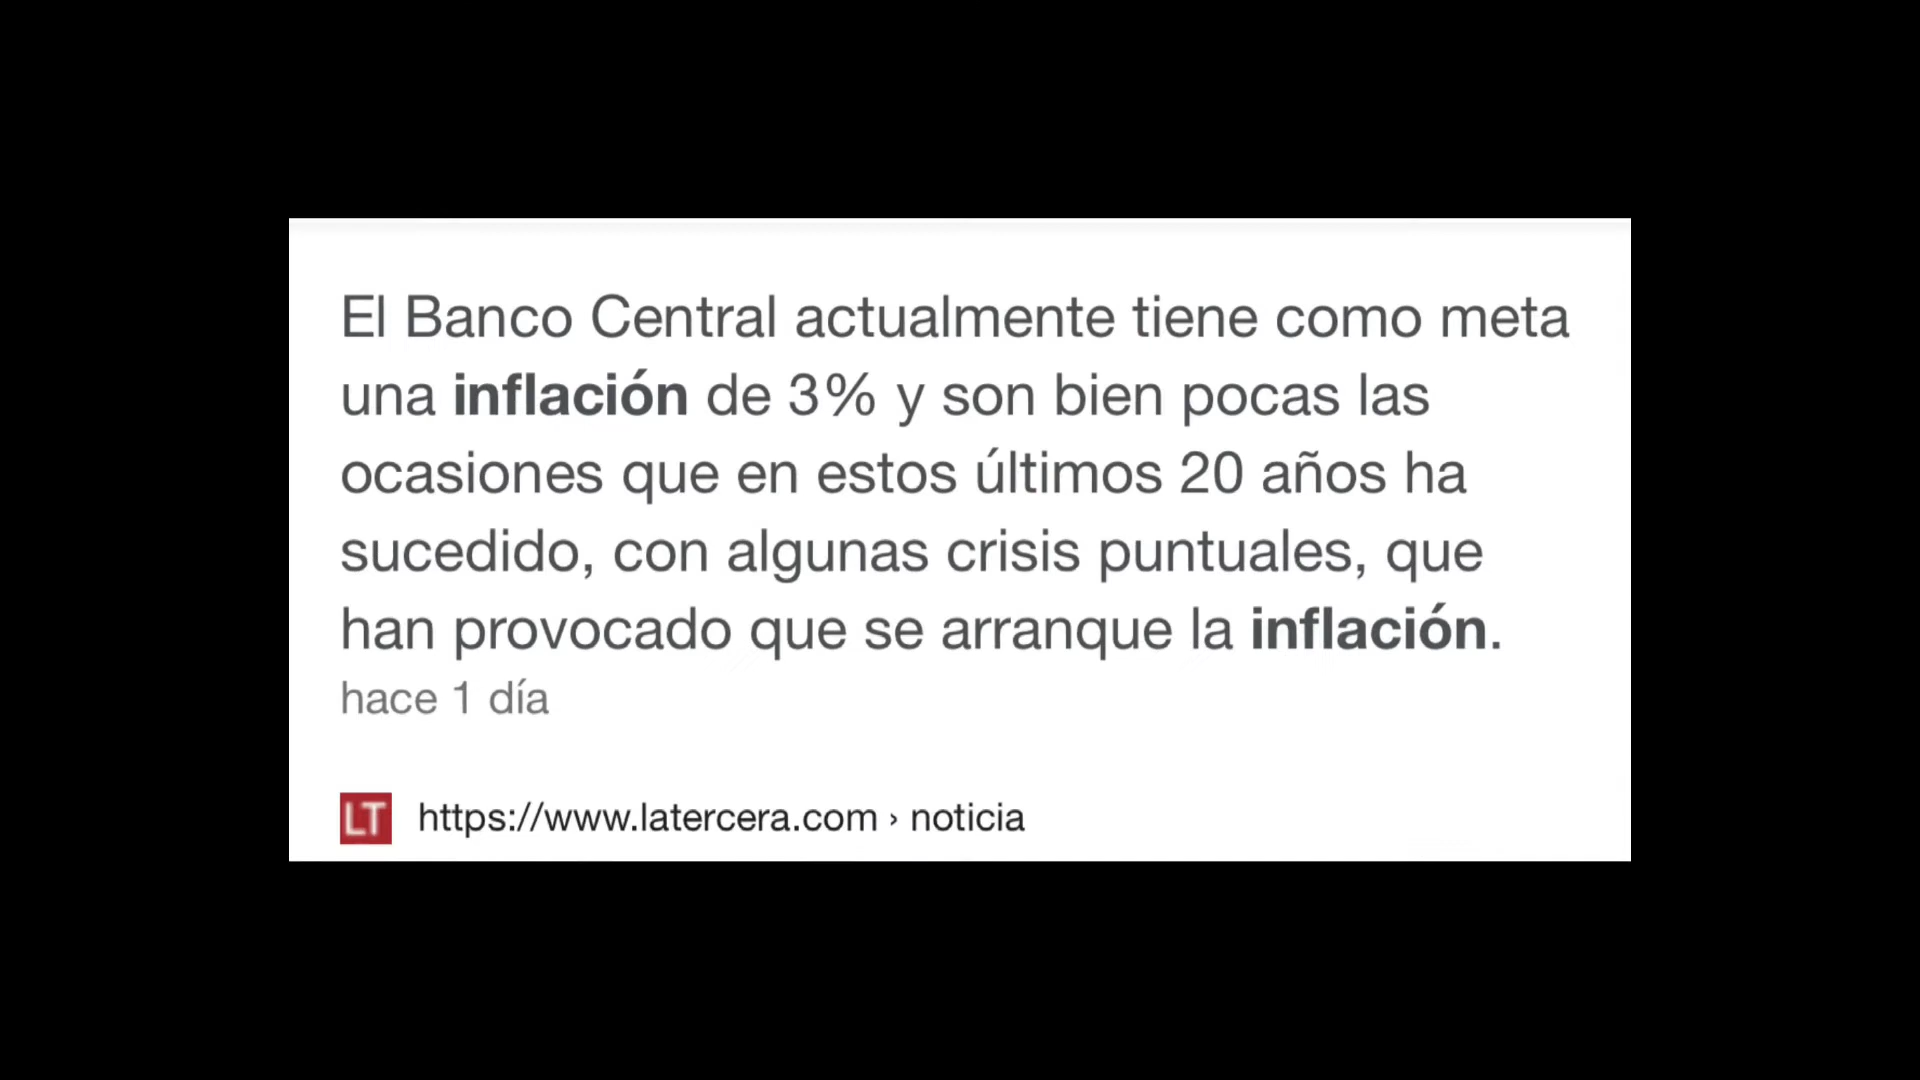 El Banco Central actualmente tiene como meta
una inflación de 3% y son bien pocas las
ocasiones que en estos últimos 20 años ha
sucedido, con algunas crisis puntuales, que
han provocado que se arranque la inflación.
hace 1 día
LT https://www.latercera.com › noticia